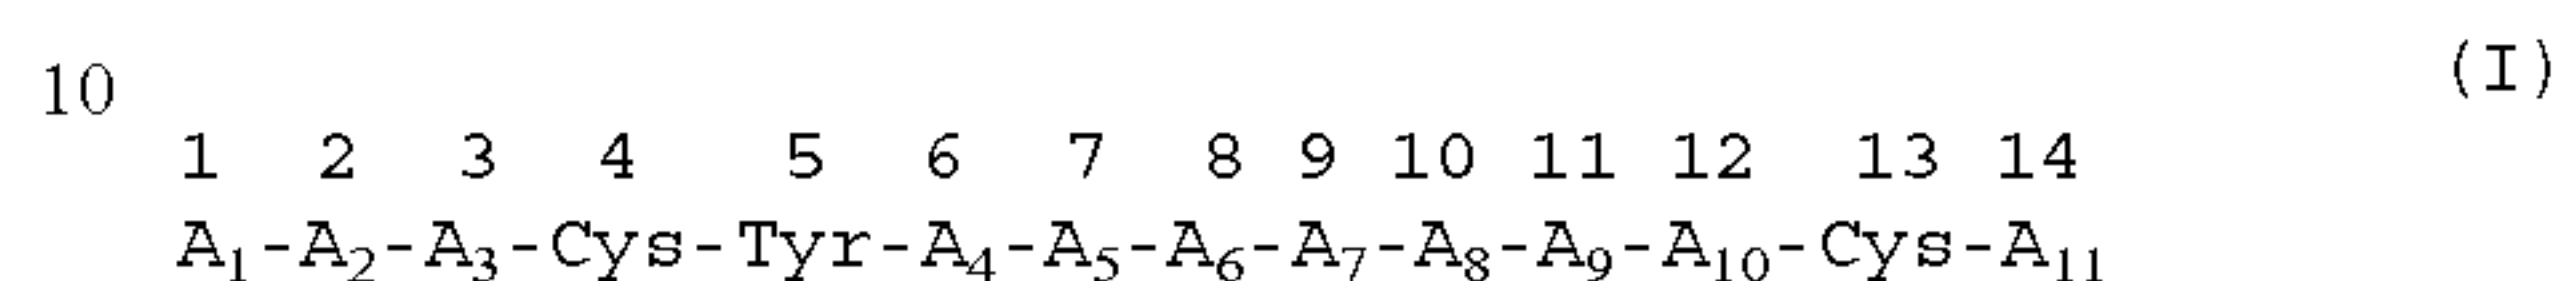 (I)
10
1 2 3 4 5 6 7 8 9 10 11 12 13 14
A₁-A₂-A₃-Cys-Tyr-A₄-A₅-A₆-A₇-A₈-A₉-A₁₀-Cys-A₁₁